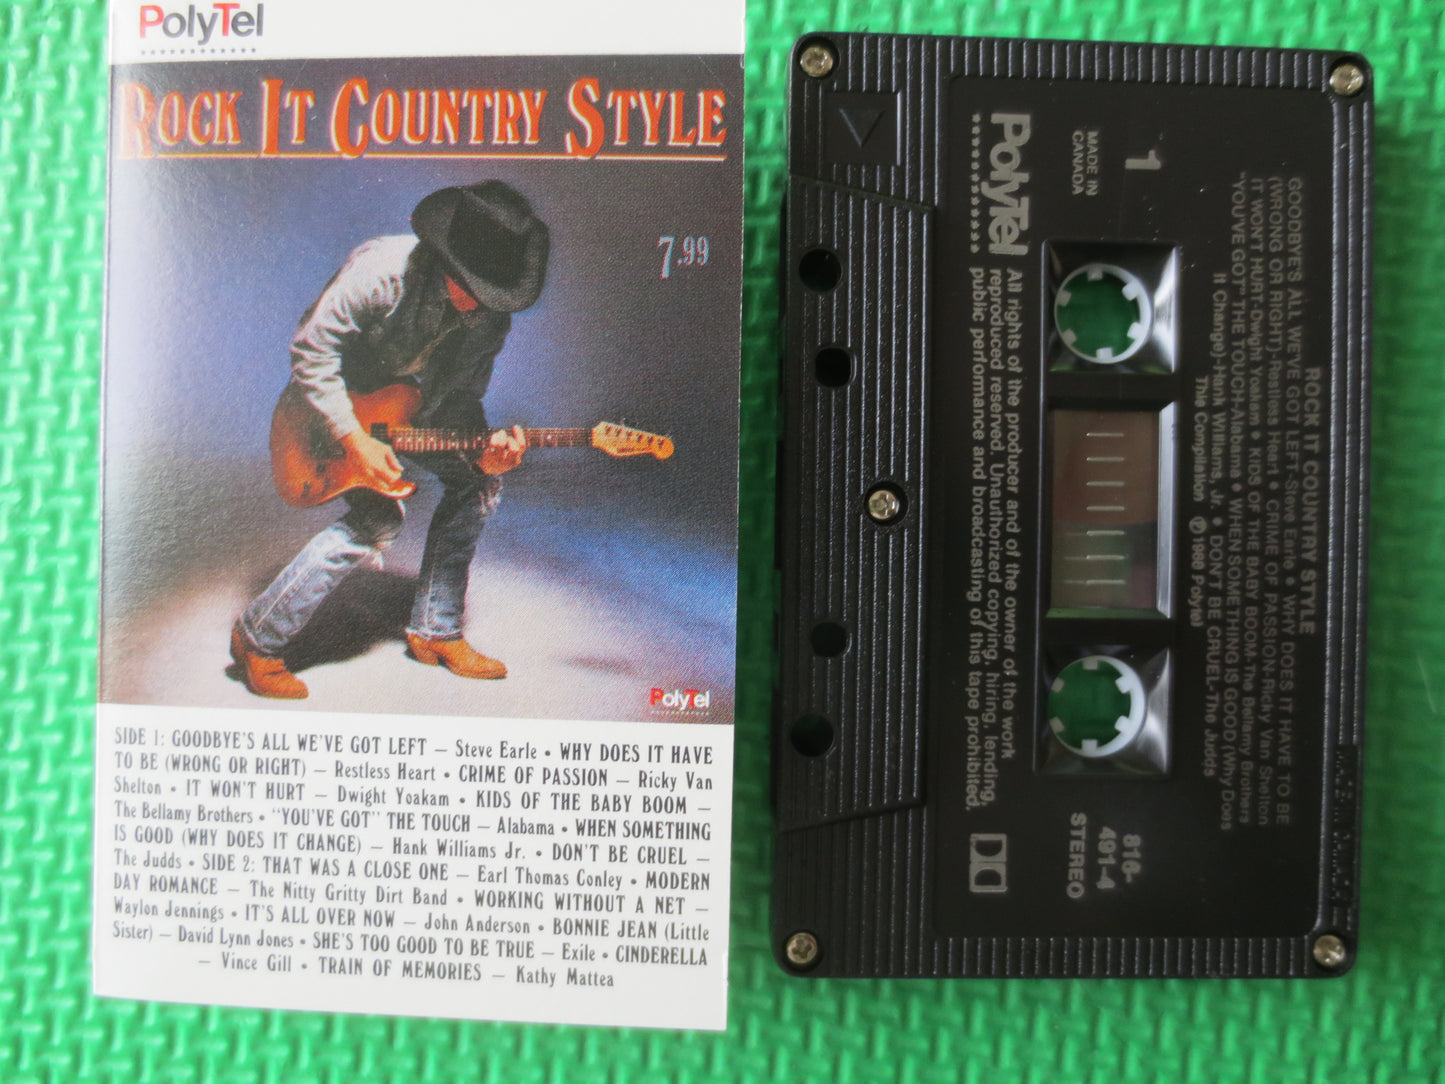 PolyTel
ROCK IT COUNTRY STYLE
7.99
PolyTel
SIDE 1: GOODBYE'S ALL WE'VE GOT LEFT – Steve Earle • WHY DOES IT HAVE
TO BE (WRONG OR RIGHT) – Restless Heart • CRIME OF PASSION – Ricky Van
Shelton • IT WON'T HURT – Dwight Yoakam • KIDS OF THE BABY BOOM –
The Bellamy Brothers • "YOU'VE GOT" THE TOUCH – Alabama • WHEN SOMETHING
IS GOOD (WHY DOES IT CHANGE) – Hank Williams Jr. • DON'T BE CRUEL –
The Judds • SIDE 2: THAT WAS A CLOSE ONE – Earl Thomas Conley • MODERN
DAY ROMANCE – The Nitty Gritty Dirt Band • WORKING WITHOUT A NET –
Waylon Jennings • IT'S ALL OVER NOW – John Anderson • BONNIE JEAN (Little
Sister) – David Lynn Jones • SHE'S TOO GOOD TO BE TRUE – Exile • CINDERELLA
– Vince Gill • TRAIN OF MEMORIES – Kathy Mattea
ROCK IT COUNTRY STYLE
GOODBYE'S ALL WE'VE GOT LEFT-Steve Earle • WHY DOES IT HAVE TO BE
(WRONG OR RIGHT)-Restless Heart • CRIME OF PASSION-Ricky Van Shelton
IT WON'T HURT-Dwight Yoakam • KIDS OF THE BABY BOOM-The Bellamy Brothers
"YOU'VE GOT" THE TOUCH-Alabama • WHEN SOMETHING IS GOOD (Why Does
It Change)-Hank Williams, Jr. • DON'T BE CRUEL-The Judds
This Compilation ℗ 1988 Polytel
1
MADE IN
CANADA
816-
491-4
STEREO
PolyTel
All rights of the producer and of the owner of the work
reproduced reserved. Unauthorized copying, hiring, lending,
public performance and broadcasting of this tape prohibited.